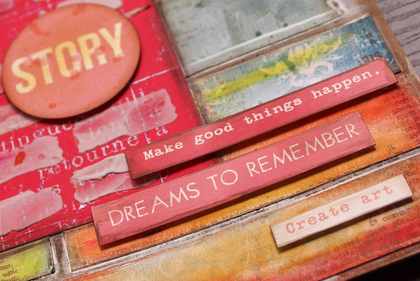 STORY
Make good things happen.
DREAMS TO REMEMBER
Create art